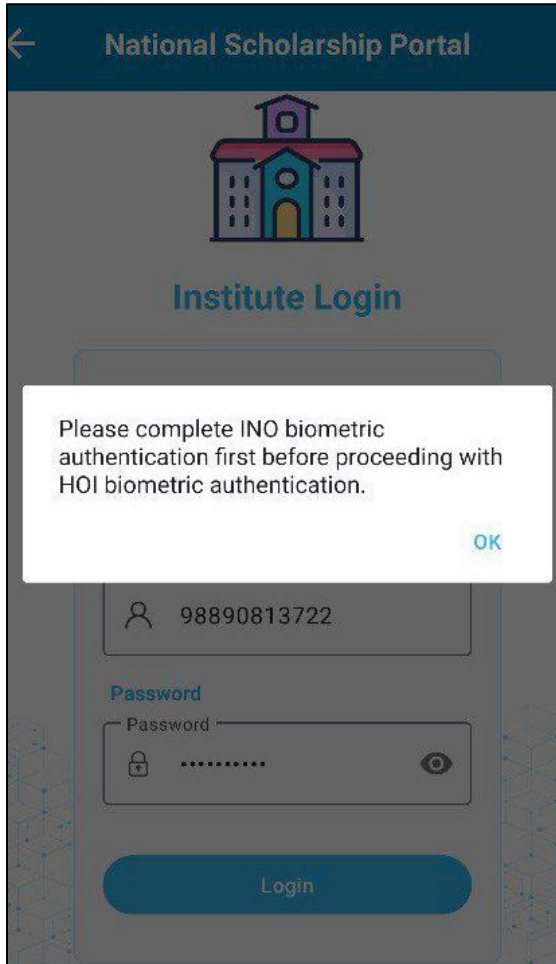 National Scholarship Portal
Institute Login
Please complete INO biometric
authentication first before proceeding with
HOI biometric authentication.
OK
98890813722
Password
Password
••••••••••
Login